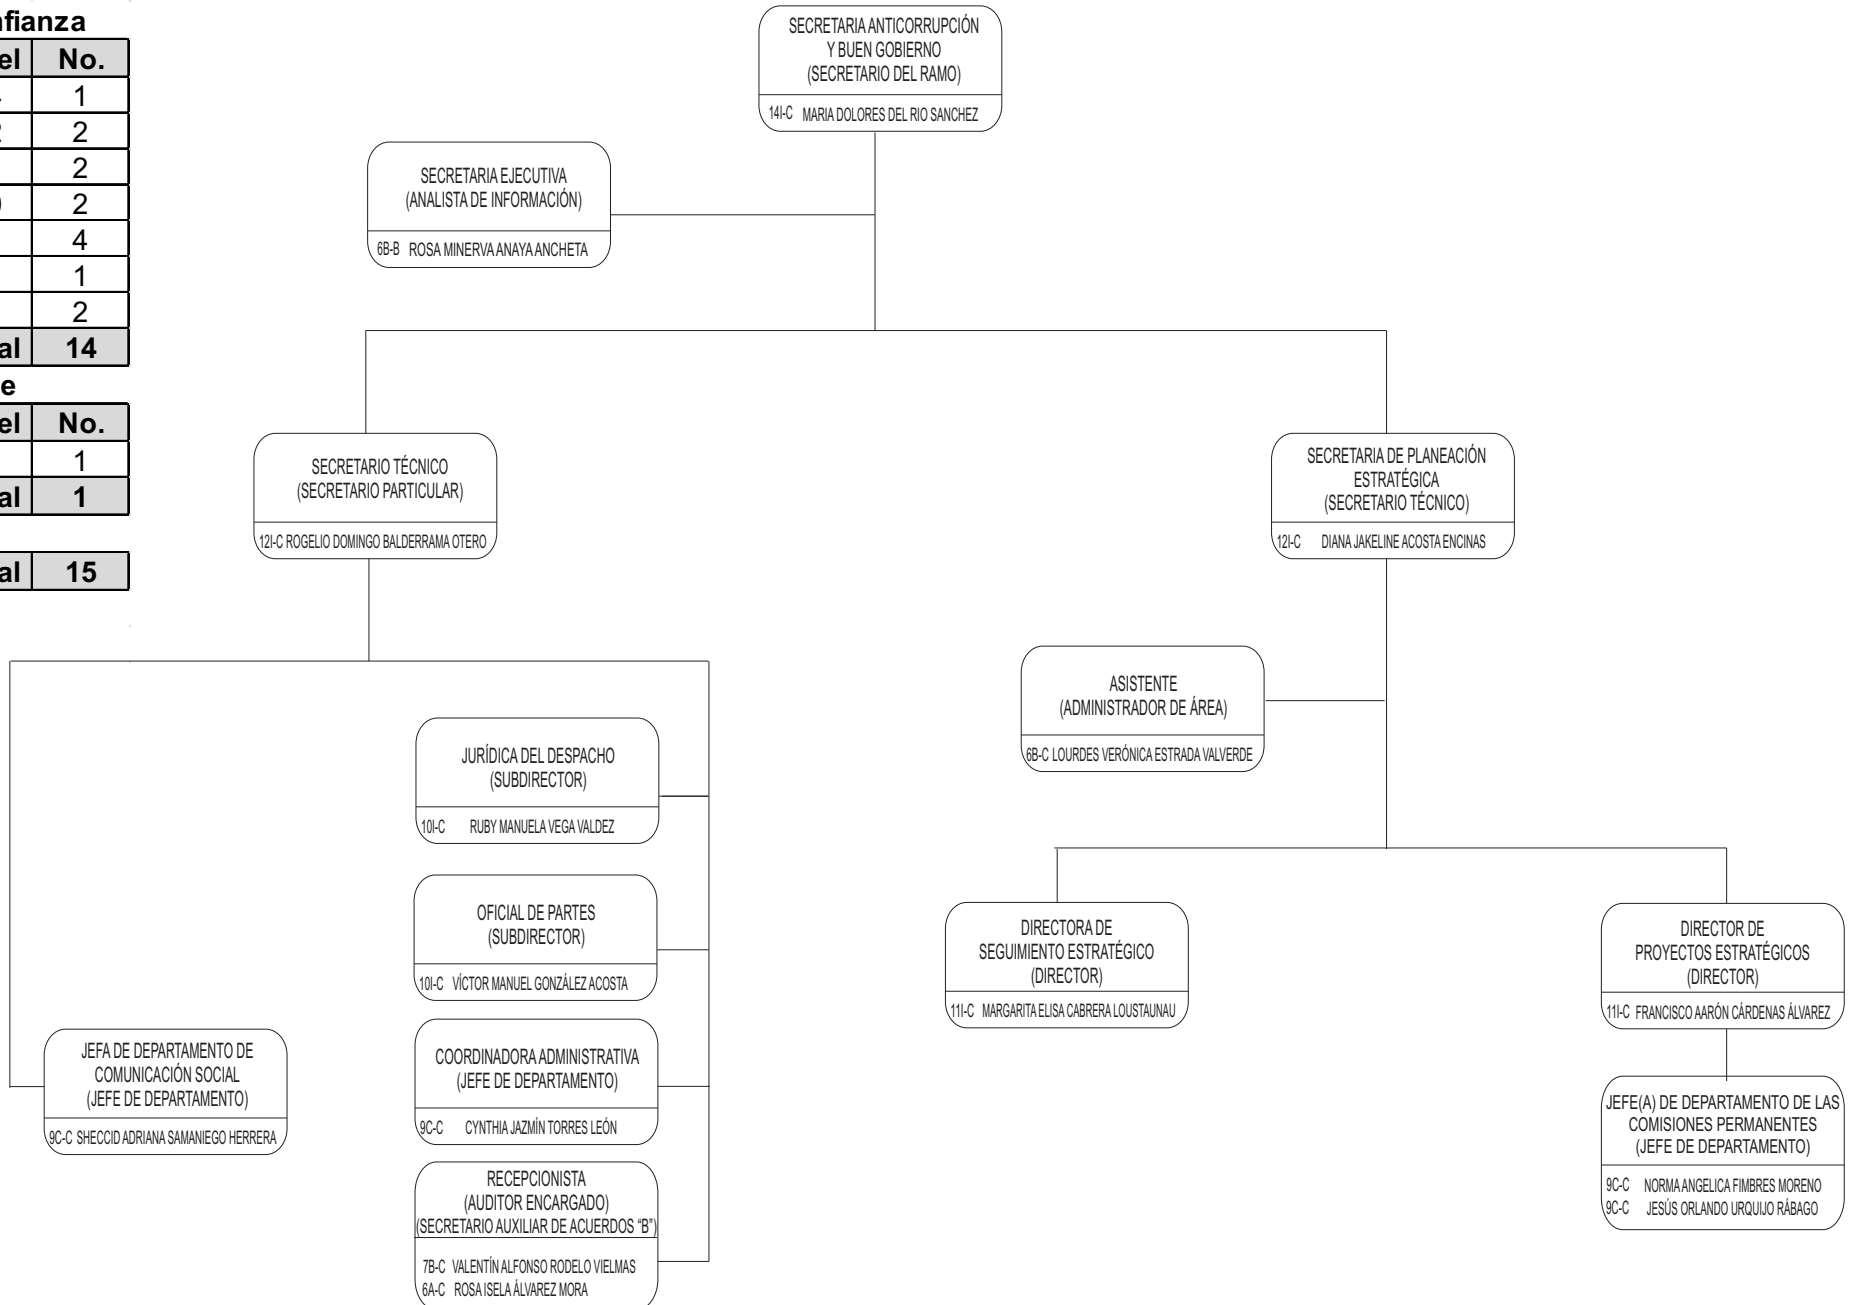 No.
1
2
2
2
4
1
2
14
No.
1
1
15
SECRETARIA ANTICORRUPCIÓN
Y BUEN GOBIERNO
(SECRETARIO DEL RAMO)
14I-C MARIA DOLORES DEL RIO SANCHEZ
SECRETARIA EJECUTIVA
(ANALISTA DE INFORMACIÓN)
6B-B ROSA MINERVA ANAYA ANCHETA
SECRETARIO TÉCNICO
(SECRETARIO PARTICULAR)
12I-C ROGELIO DOMINGO BALDERRAMA OTERO
SECRETARIA DE PLANEACIÓN
ESTRATÉGICA
(SECRETARIO TÉCNICO)
12I-C DIANA JAKELINE ACOSTA ENCINAS
ASISTENTE
(ADMINISTRADOR DE ÁREA)
6B-C LOURDES VERÓNICA ESTRADA VALVERDE
JURÍDICA DEL DESPACHO
(SUBDIRECTOR)
10I-C RUBY MANUELA VEGA VALDEZ
OFICIAL DE PARTES
(SUBDIRECTOR)
10I-C VÍCTOR MANUEL GONZÁLEZ ACOSTA
DIRECTORA DE
SEGUIMIENTO ESTRATÉGICO
(DIRECTOR)
11I-C MARGARITA ELISA CABRERA LOUSTAUNAU
DIRECTOR DE
PROYECTOS ESTRATÉGICOS
(DIRECTOR)
11I-C FRANCISCO AARÓN CÁRDENAS ÁLVAREZ
JEFA DE DEPARTAMENTO DE
COMUNICACIÓN SOCIAL
(JEFE DE DEPARTAMENTO)
9C-C SHECCID ADRIANA SAMANIEGO HERRERA
COORDINADORA ADMINISTRATIVA
(JEFE DE DEPARTAMENTO)
9C-C CYNTHIA JAZMÍN TORRES LEÓN
JEFE(A) DE DEPARTAMENTO DE LAS
COMISIONES PERMANENTES
(JEFE DE DEPARTAMENTO)
9C-C NORMA ANGELICA FIMBRES MORENO
9C-C JESÚS ORLANDO URQUIJO RÁBAGO
RECEPCIONISTA
(AUDITOR ENCARGADO)
(SECRETARIO AUXILIAR DE ACUERDOS “B”)
7B-C VALENTÍN ALFONSO RODELO VIELMAS
6A-C ROSA ISELA ÁLVAREZ MORA